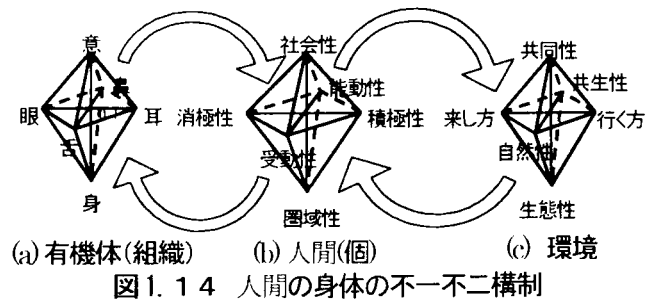 意
眼
耳
舌
身
社会性
能動性
消極性
積極性
受動性
圏域性
共同性
共生性
来し方
行く方
自然性
生態性
(a) 有機体(組織)
(b) 人間(個)
(c) 環境
図1.14 人間の身体の不一不二構制